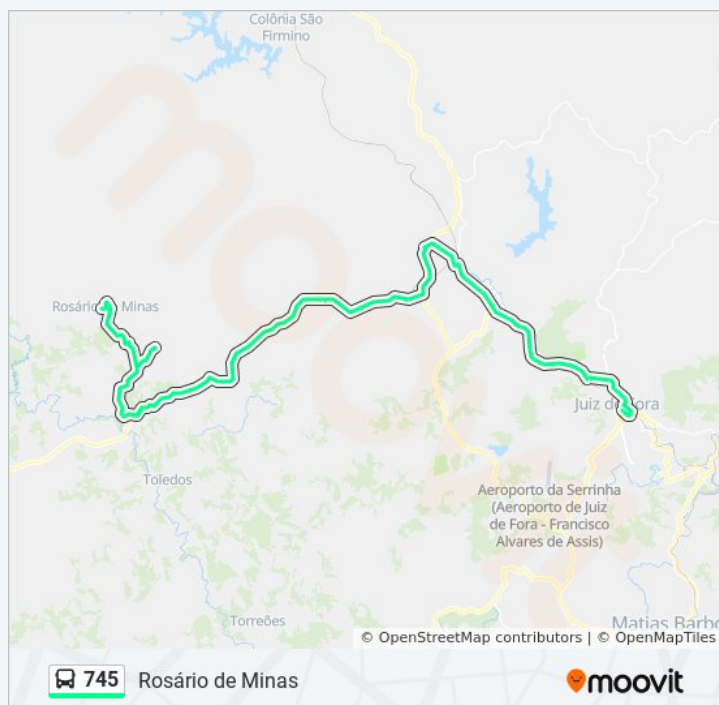 Colônia São
Firmino
Rosário de Minas
Juiz de Fora
Toledos
Aeroporto da Serrinha
(Aeroporto de Juiz
de Fora - Francisco
Alvares de Assis)
Torreões
Matias Barbo
© OpenStreetMap contributors | © OpenMapTiles
745 Rosário de Minas
moovit